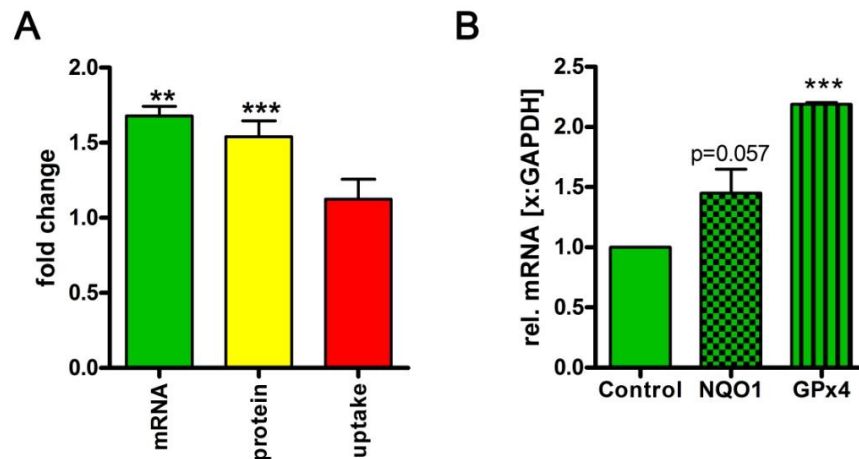 A
fold change
2.0
1.5
1.0
0.5
0.0
**
***
mRNA
protein
uptake
B
rel. mRNA [x:GAPDH]
2.5
2.0
1.5
1.0
0.5
0.0
p=0.057
***
Control NQO1 GPx4